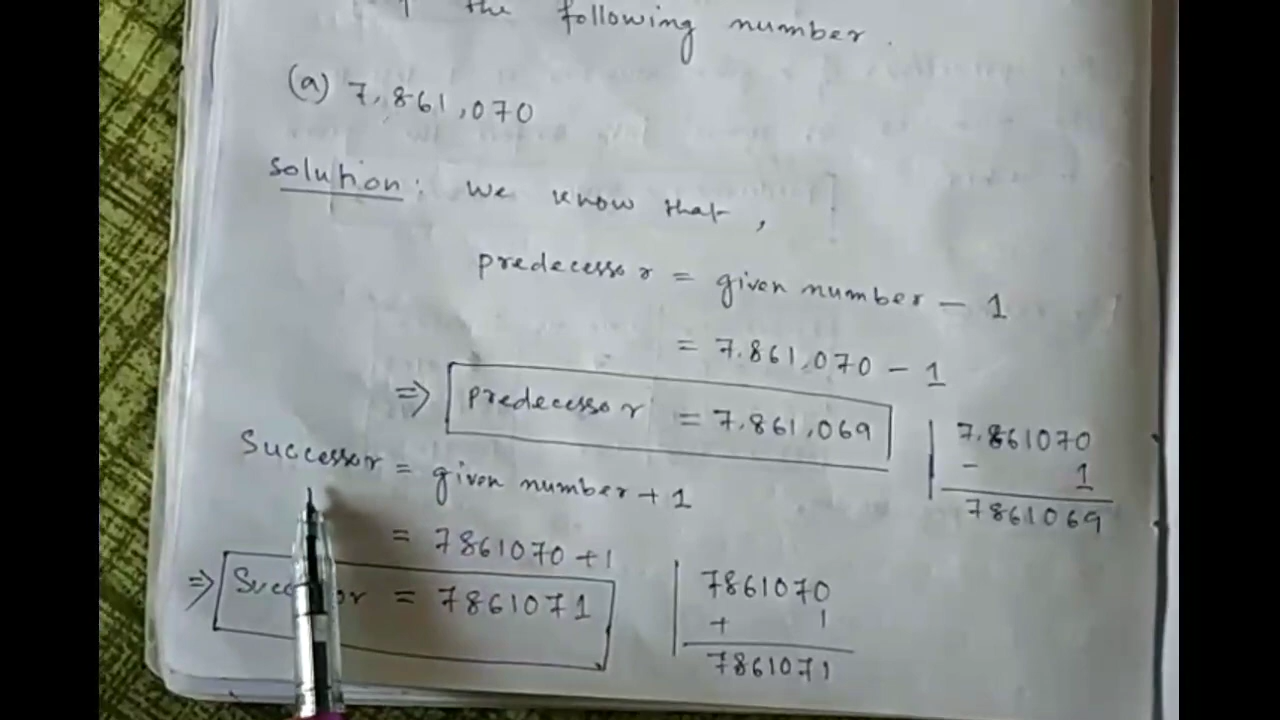 the following number.
(a) 7,861,070
Solution: We know that,
predecessor = given number - 1
= 7,861,070 - 1
=> predecessor = 7,861,069
7,861070
- 1
7861069
Successor = given number + 1
= 7861070 + 1
=> = 7861071
7861070
+ 1
7861071